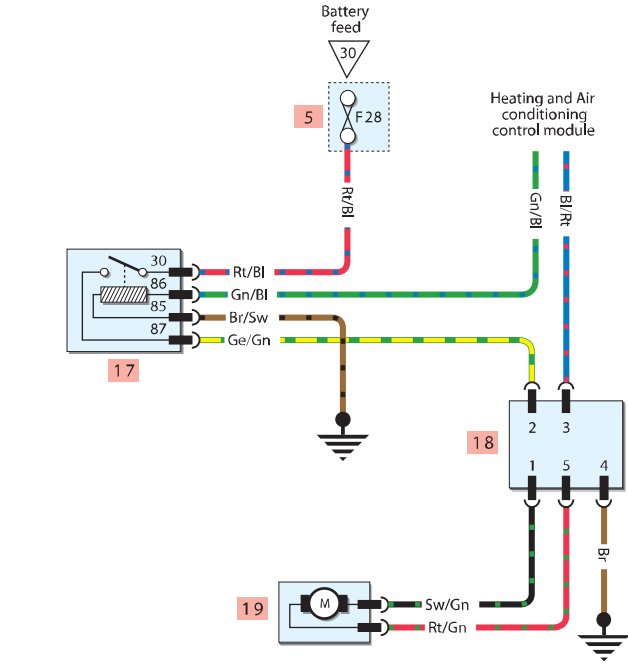 Battery
feed
30
5
F28
Heating and Air
conditioning
control module
Rt/Bl
Gn/Bl
Bl/Rt
30
Rt/Bl
86
Gn/Bl
85
Br/Sw
87
Ge/Gn
17
2 3
18
1 5 4
Br
19
M
Sw/Gn
Rt/Gn